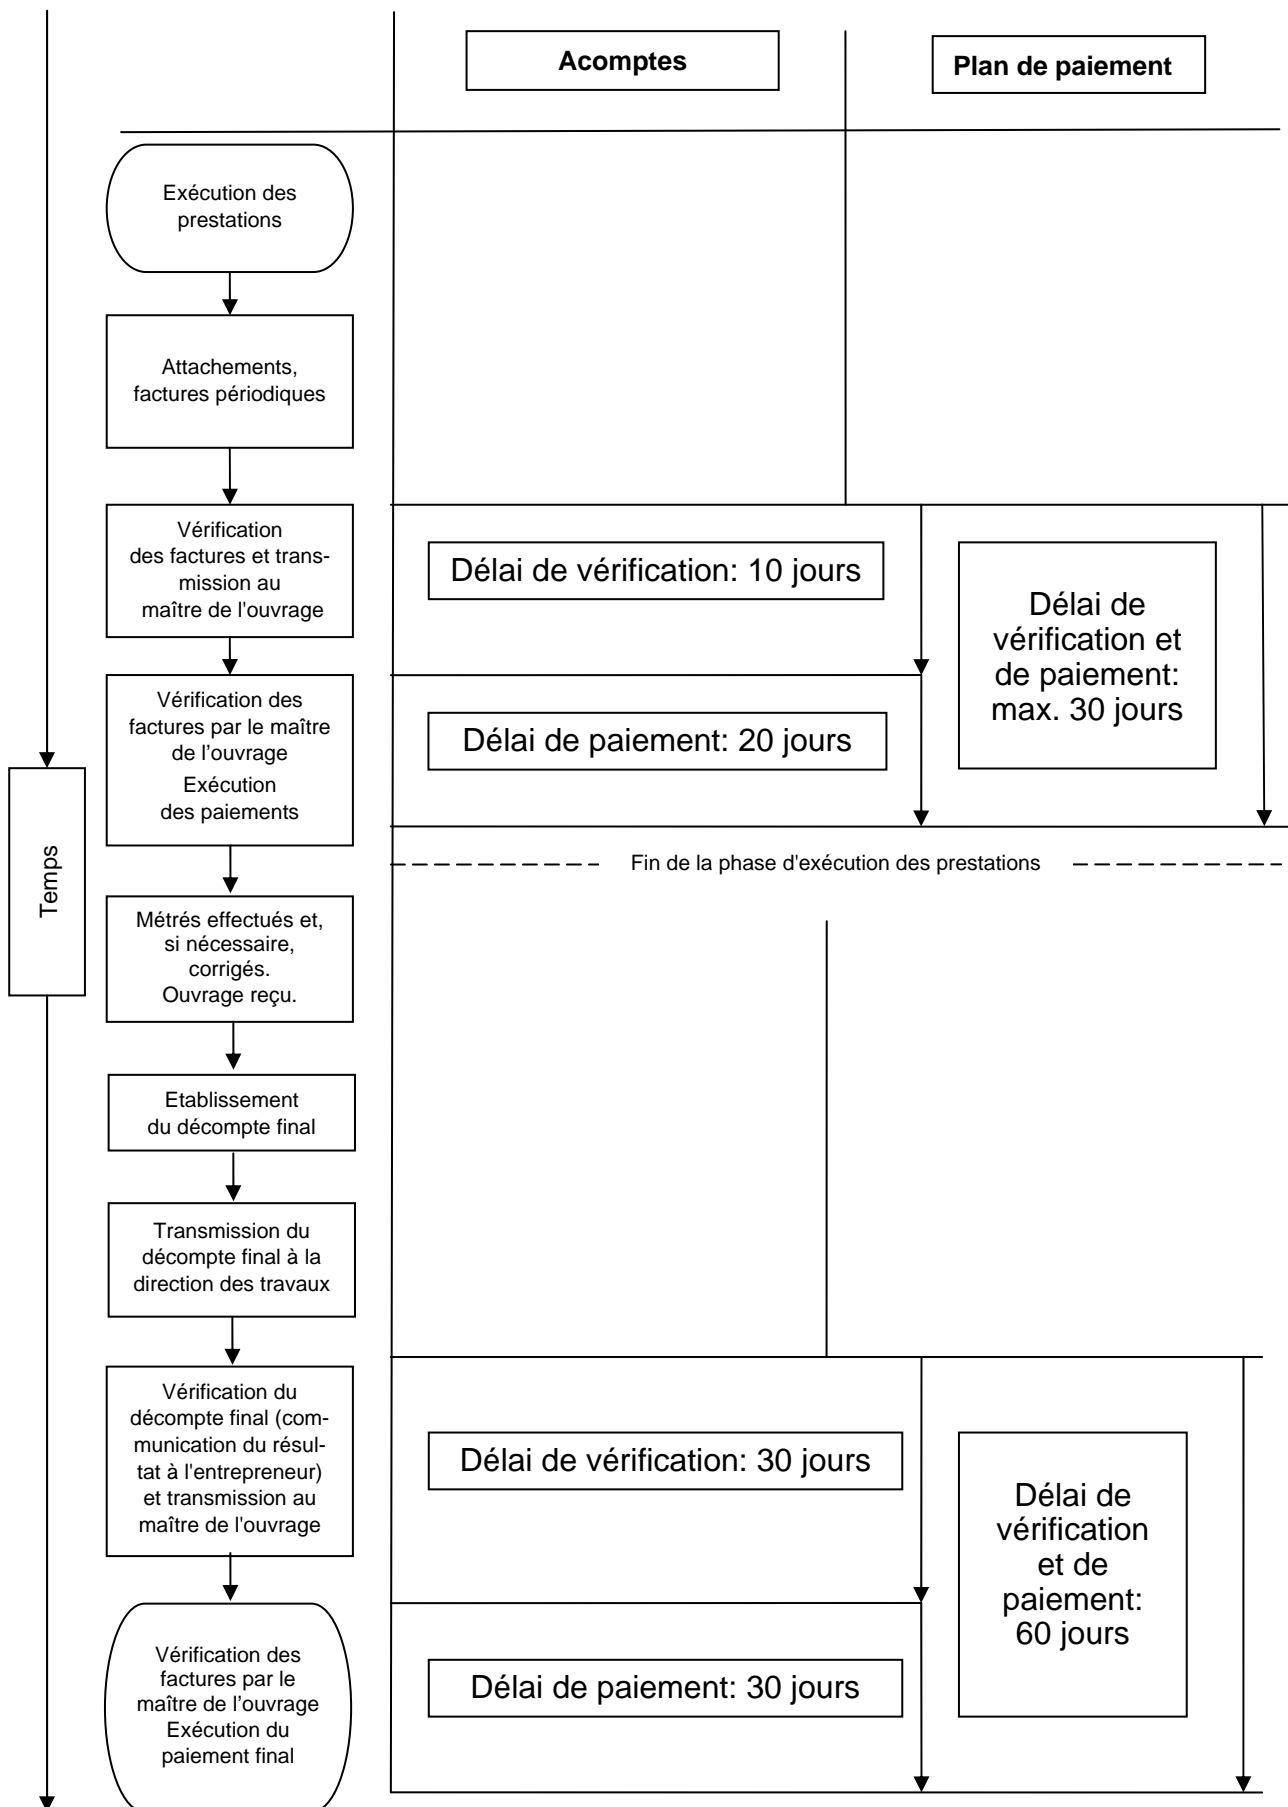 Acomptes
Plan de paiement
Exécution des
prestations
Attachements,
factures périodiques
Vérification
des factures et trans-
mission au
maître de l'ouvrage
Délai de vérification: 10 jours
Délai de
vérification et
de paiement:
max. 30 jours
Vérification des
factures par le maître
de l’ouvrage
Exécution
des paiements
Délai de paiement: 20 jours
Temps
Fin de la phase d'exécution des prestations
Métrés effectués et,
si nécessaire,
corrigés.
Ouvrage reçu.
Etablissement
du décompte final
Transmission du
décompte final à la
direction des travaux
Vérification du
décompte final (com-
munication du résul-
tat à l'entrepreneur)
et transmission au
maître de l'ouvrage
Délai de vérification: 30 jours
Délai de
vérification
et de
paiement:
60 jours
Vérification des
factures par le
maître de l’ouvrage
Exécution du
paiement final
Délai de paiement: 30 jours